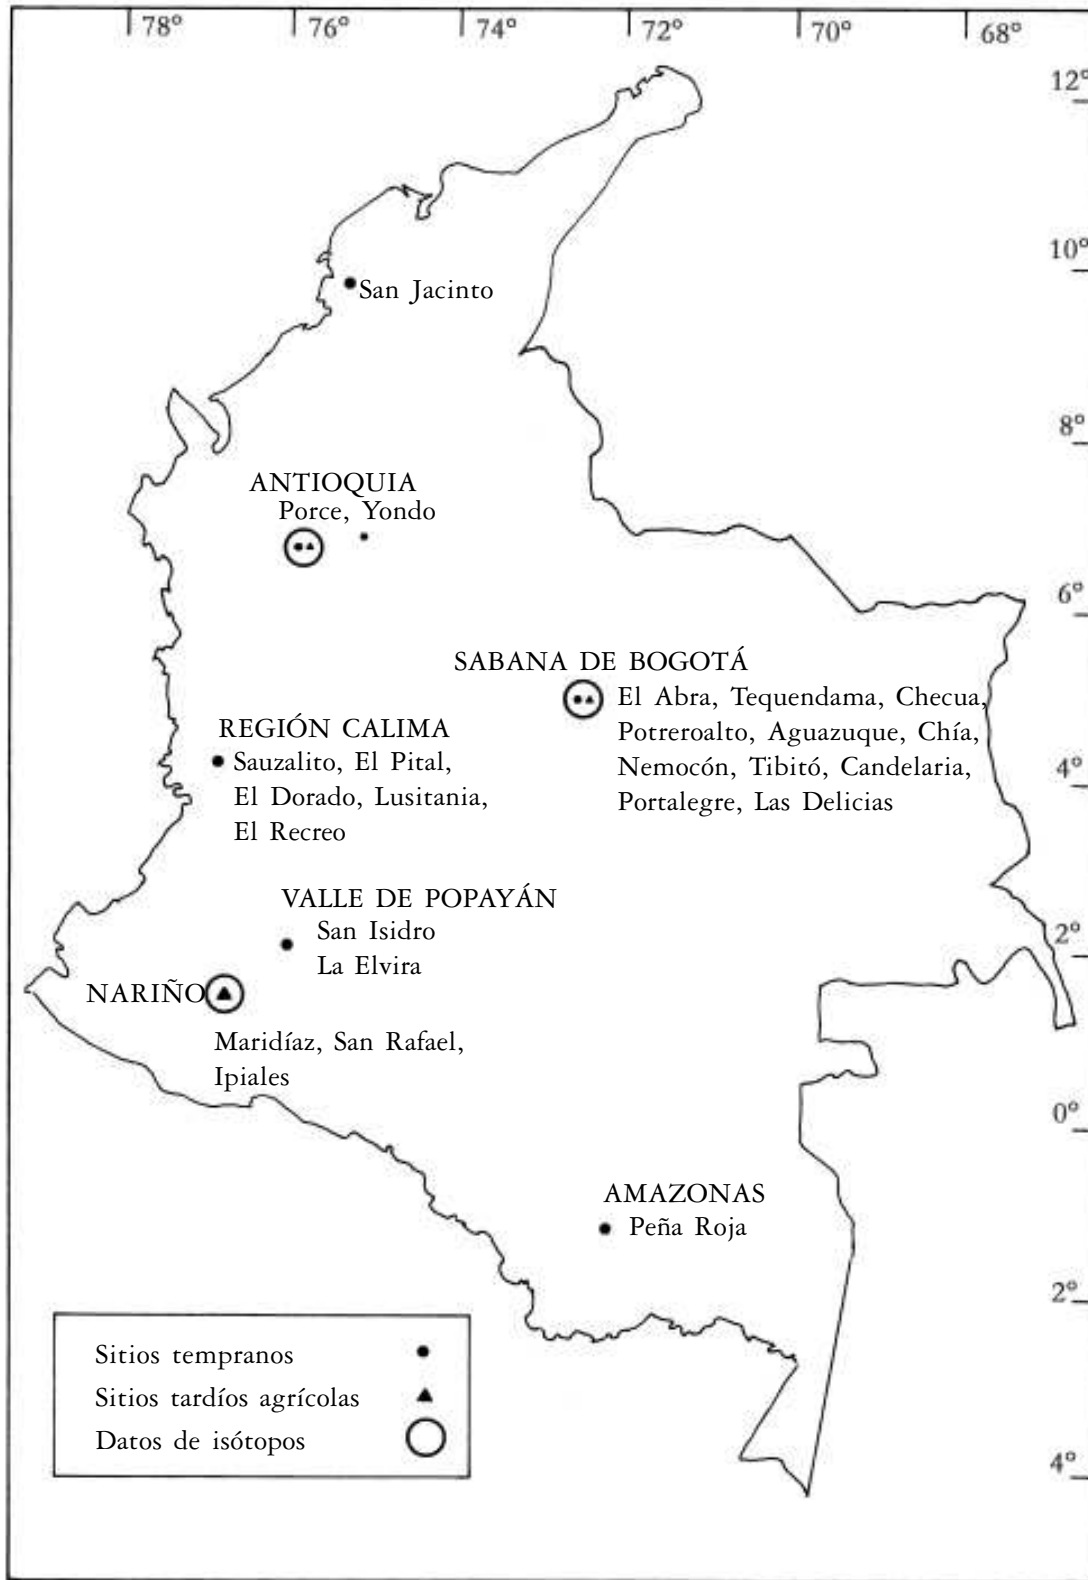 78°
76°
74°
72°
70°
68°
12°
10°
San Jacinto
8°
ANTIOQUIA
Porce, Yondo
6°
SABANA DE BOGOTÁ
El Abra, Tequendama, Checua,
Potreroalto, Aguazuque, Chía,
Nemocón, Tibitó, Candelaria,
Portalegre, Las Delicias
REGIÓN CALIMA
Sauzalito, El Pital,
El Dorado, Lusitania,
El Recreo
4°
VALLE DE POPAYÁN
San Isidro
La Elvira
2°
NARIÑO
Maridíaz, San Rafael,
Ipiales
0°
AMAZONAS
Peña Roja
2°
Sitios tempranos
Sitios tardíos agrícolas
Datos de isótopos
4°